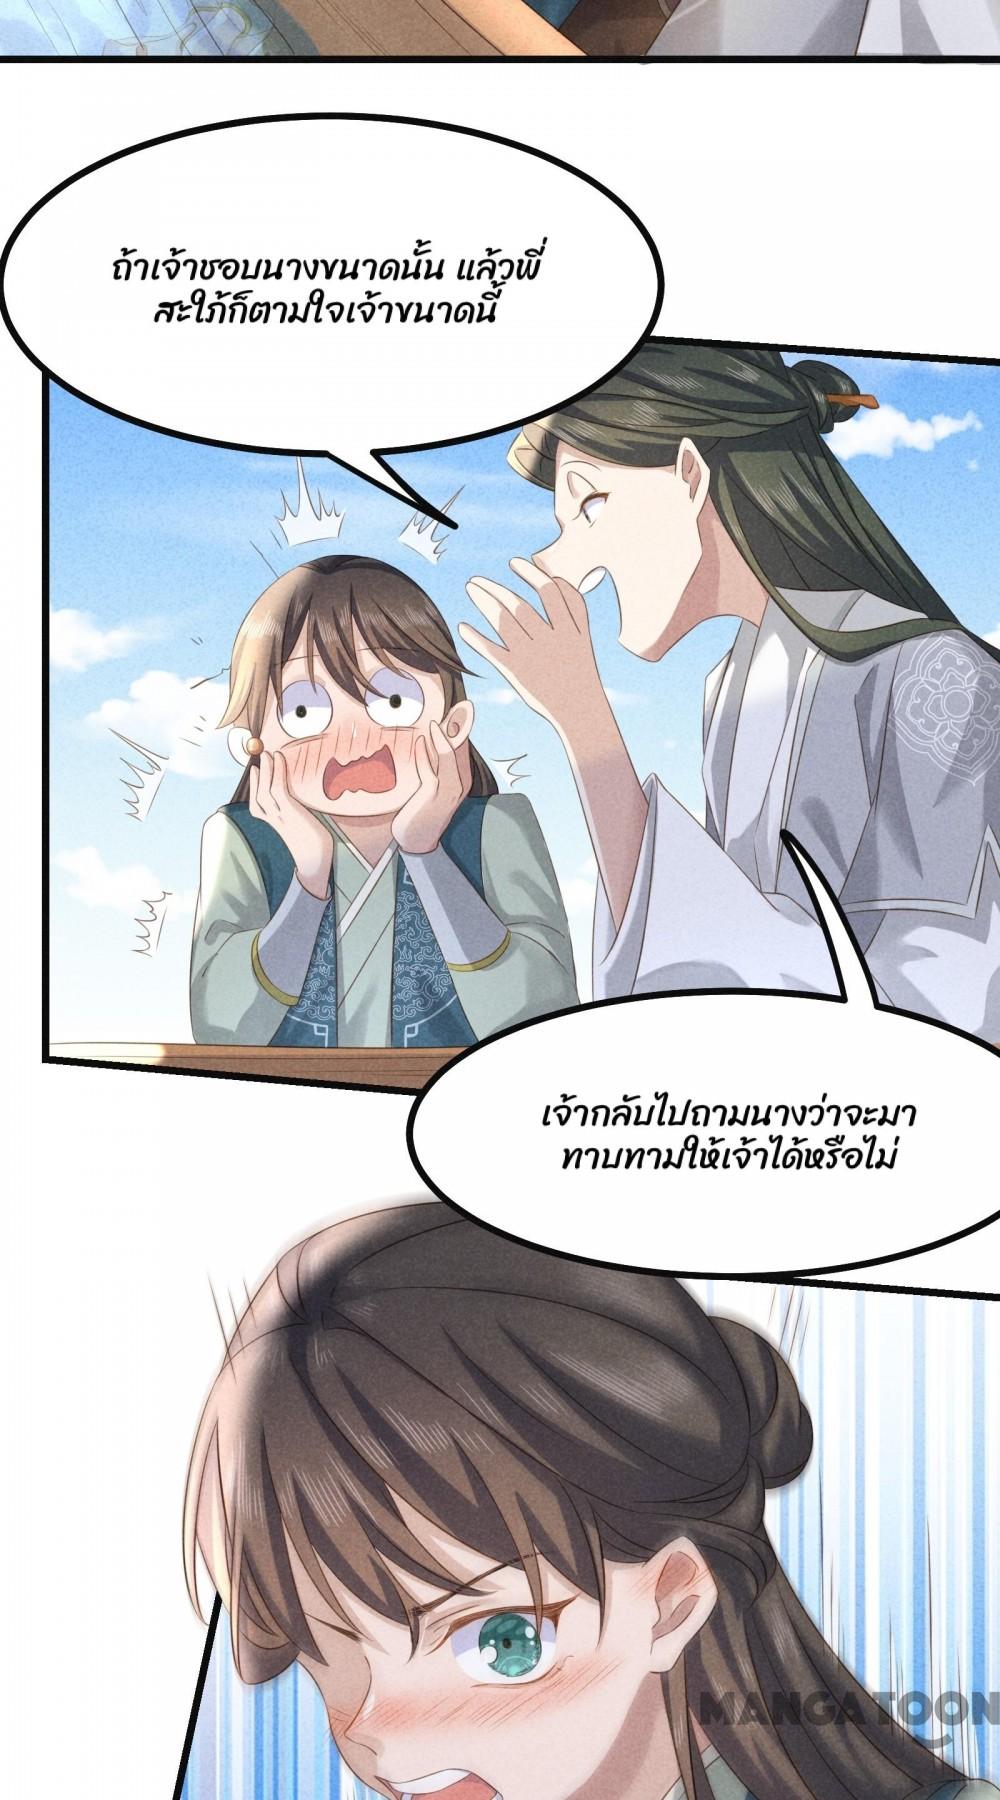 ถ้าเจ้าชอบนางขนาดนั้น แล้วพี่
สะใภ้ก็ตามใจเจ้าขนาดนี้
เจ้ากลับไปถามนางว่าจะมา
ทาบทามให้เจ้าได้หรือไม่
MANGATOON